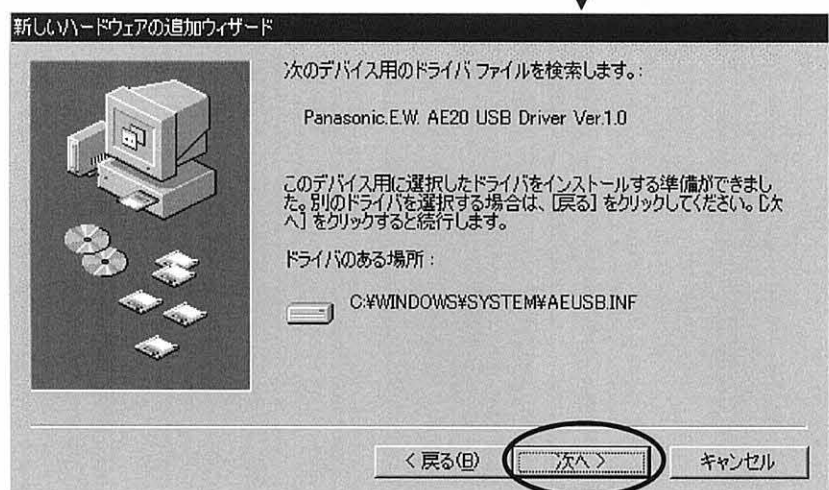 新しいハードウェアの追加ウィザード
次のデバイス用のドライバ ファイルを検索します。:
Panasonic.E.W. AE20 USB Driver Ver.1.0
このデバイス用に選択したドライバをインストールする準備ができまし
た。別のドライバを選択する場合は、[戻る] をクリックしてください。[次
へ] をクリックすると続行します。
ドライバのある場所:
C:¥WINDOWS¥SYSTEM¥AEUSB.INF
< 戻る(B)
次へ >
キャンセル